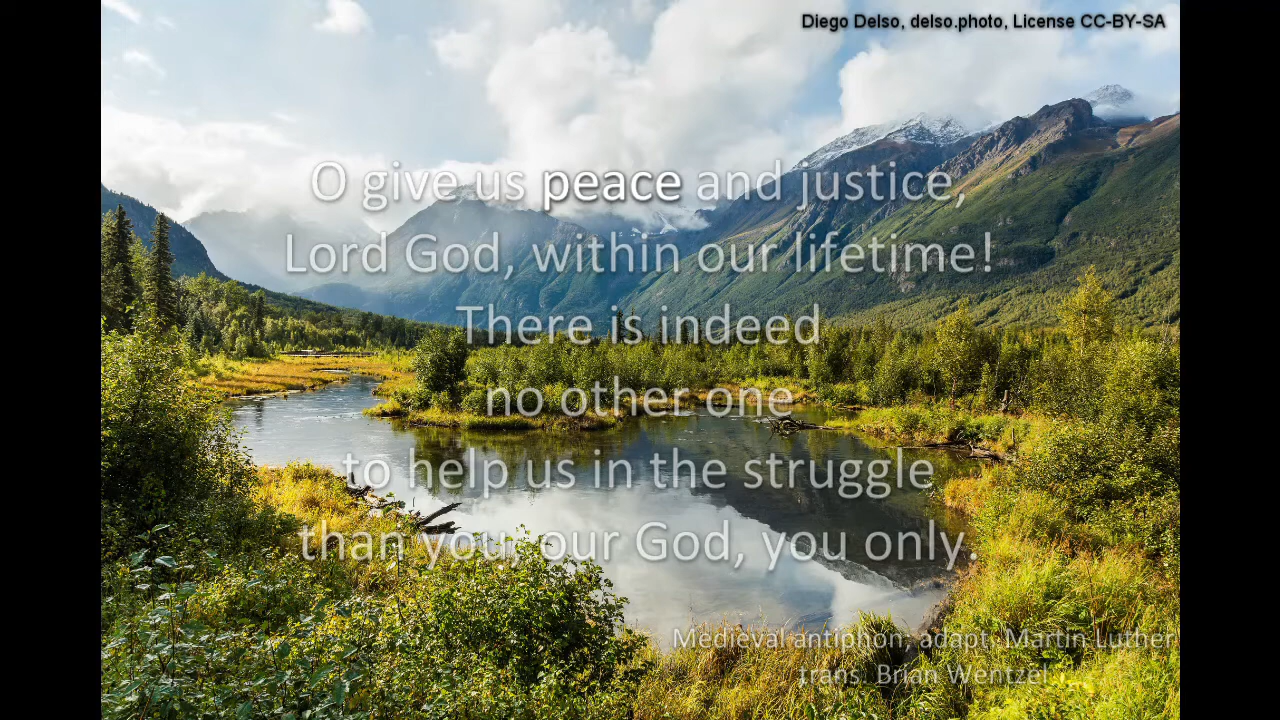 Diego Delso, delso.photo, License CC-BY-SA
O give us peace and justice,
Lord God, within our lifetime!
There is indeed
no other one
to help us in the struggle
than you, our God, you only.
Medieval antiphon, adapt. Martin Luther
trans. Brian Wentzel